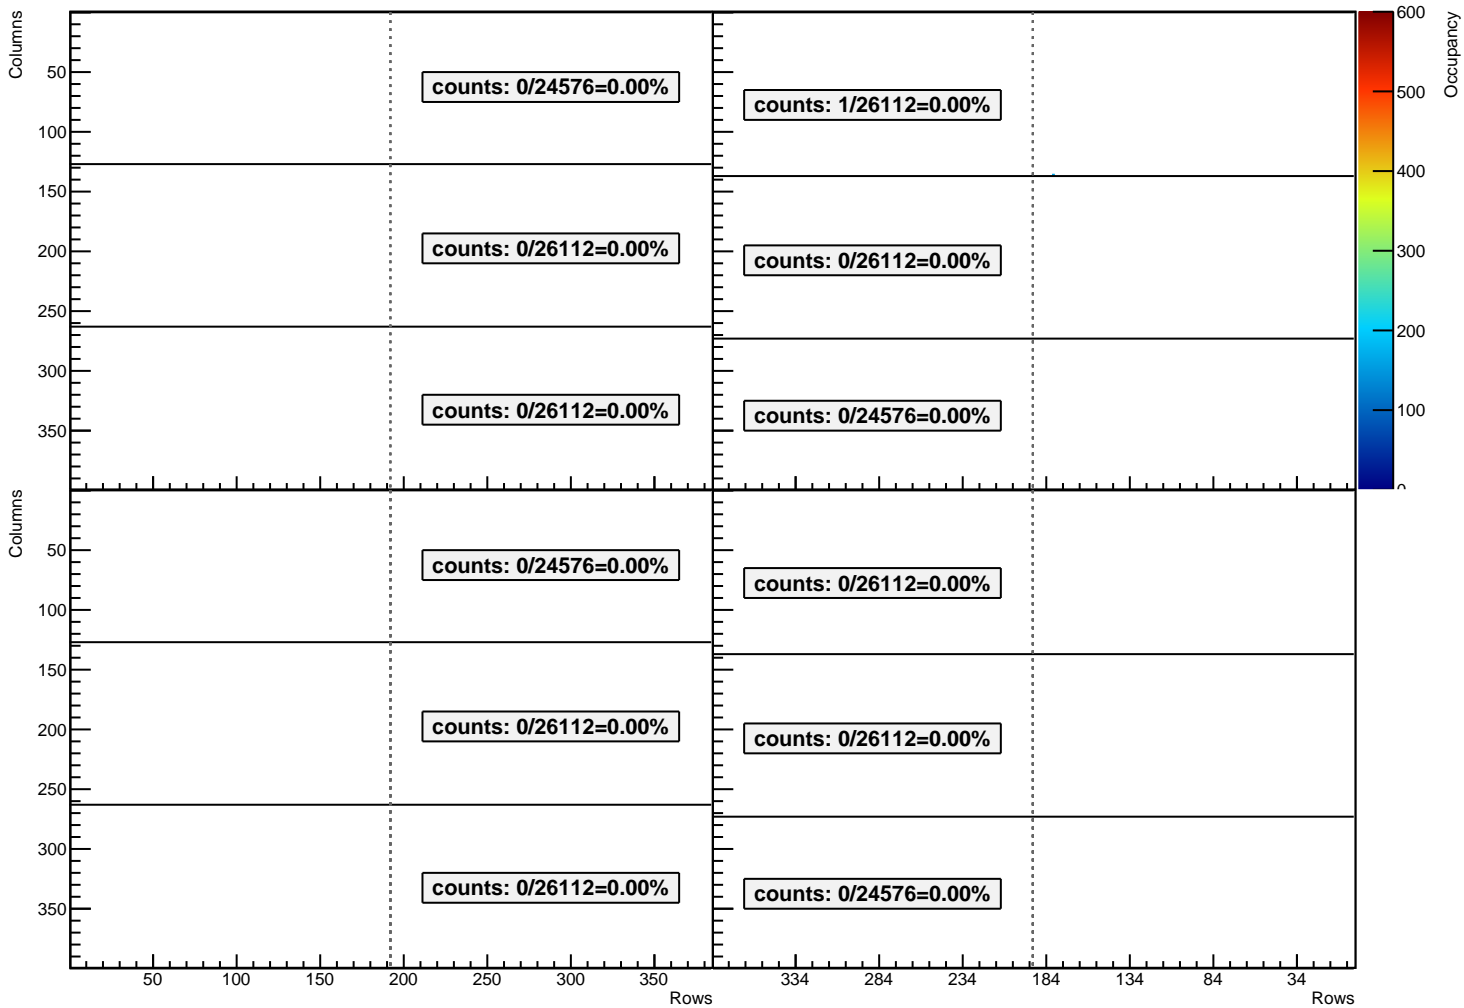 Columns
50
100
150
200
250
300
350
counts: 0/24576=0.00%
counts: 0/26112=0.00%
counts: 0/26112=0.00%
counts: 1/26112=0.00%
counts: 0/26112=0.00%
counts: 0/24576=0.00%
600
500
400
300
200
100
0
Occupancy
Columns
50
100
150
200
250
300
350
counts: 0/24576=0.00%
counts: 0/26112=0.00%
counts: 0/26112=0.00%
50 100 150 200 250 300 350
Rows
counts: 0/26112=0.00%
counts: 0/26112=0.00%
counts: 0/24576=0.00%
334 284 234 184 134 84 34
Rows